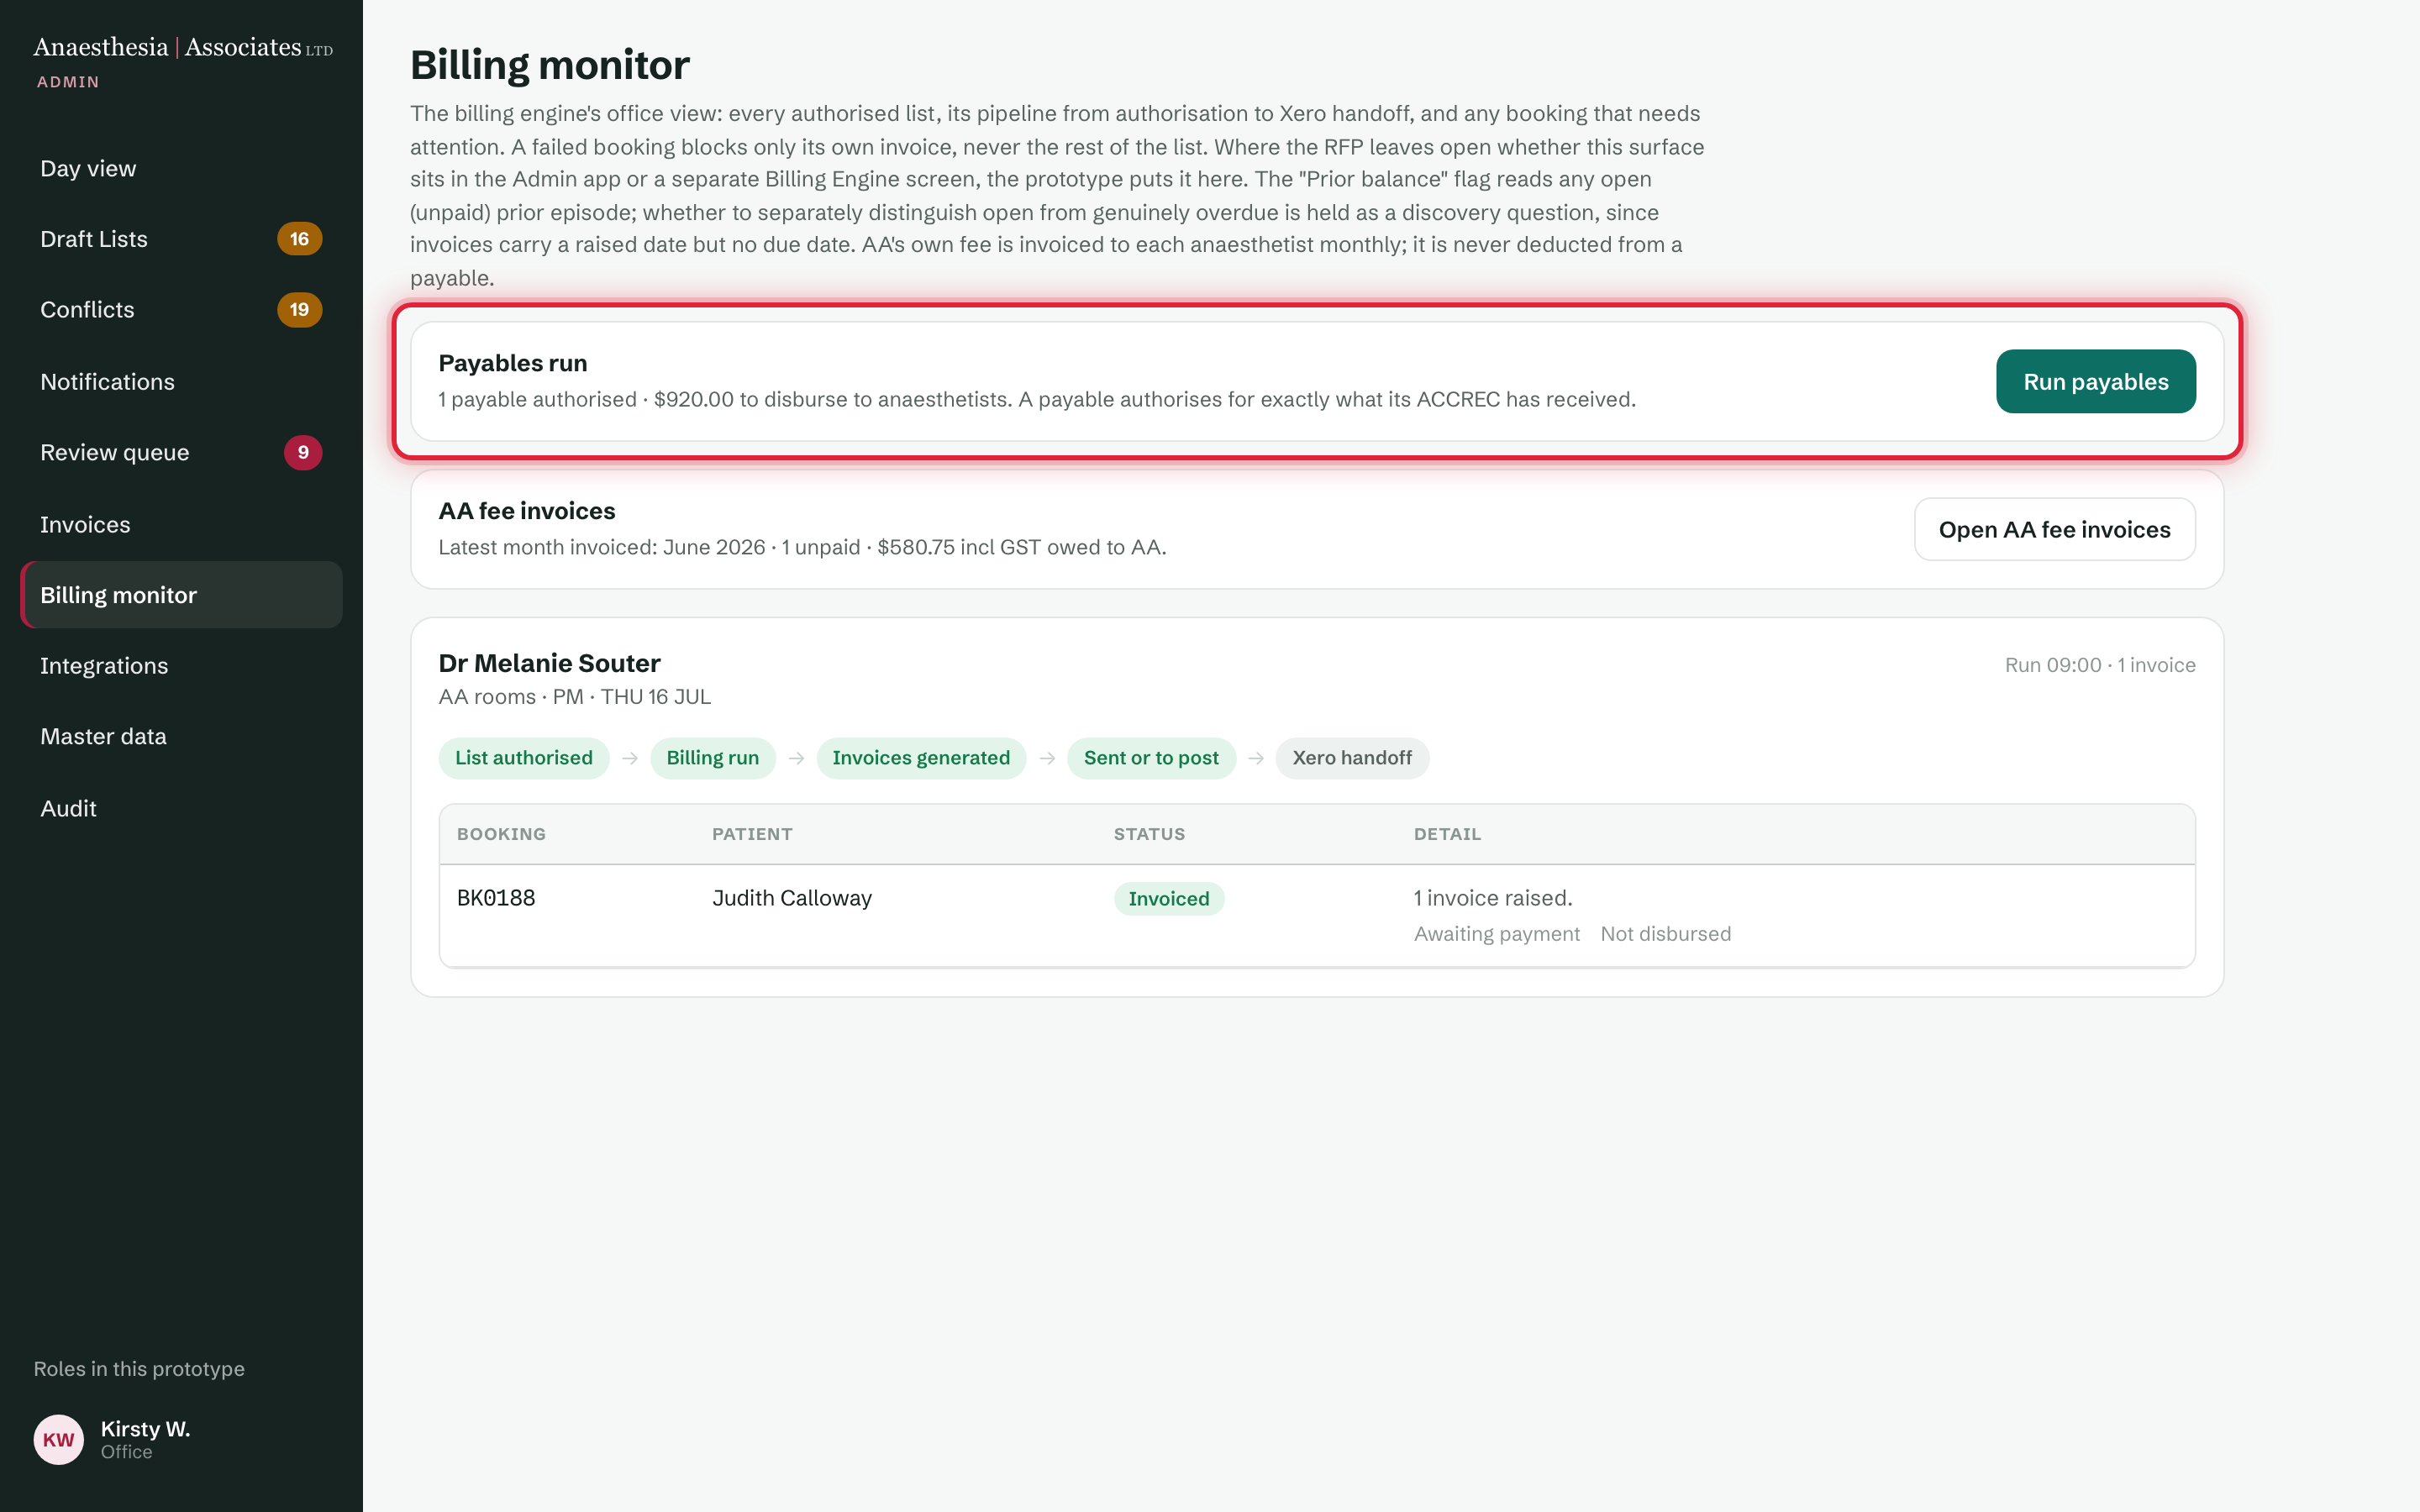 Anaesthesia | Associates LTD
ADMIN
Day view
Draft Lists 16
Conflicts 19
Notifications
Review queue 9
Invoices
Billing monitor
Integrations
Master data
Audit
Roles in this prototype
KW
Kirsty W.
Office
Billing monitor
The billing engine's office view: every authorised list, its pipeline from authorisation to Xero handoff, and any booking that needs
attention. A failed booking blocks only its own invoice, never the rest of the list. Where the RFP leaves open whether this surface
sits in the Admin app or a separate Billing Engine screen, the prototype puts it here. The "Prior balance" flag reads any open
(unpaid) prior episode; whether to separately distinguish open from genuinely overdue is held as a discovery question, since
invoices carry a raised date but no due date. AA's own fee is invoiced to each anaesthetist monthly; it is never deducted from a
payable.
Payables run
1 payable authorised · $920.00 to disburse to anaesthetists. A payable authorises for exactly what its ACCREC has received.
Run payables
AA fee invoices
Latest month invoiced: June 2026 · 1 unpaid · $580.75 incl GST owed to AA.
Open AA fee invoices
Dr Melanie Souter
Run 09:00 · 1 invoice
AA rooms · PM · THU 16 JUL
List authorised → Billing run → Invoices generated → Sent or to post → Xero handoff
BOOKING PATIENT STATUS DETAIL
BK0188 Judith Calloway Invoiced 1 invoice raised.
Awaiting payment Not disbursed